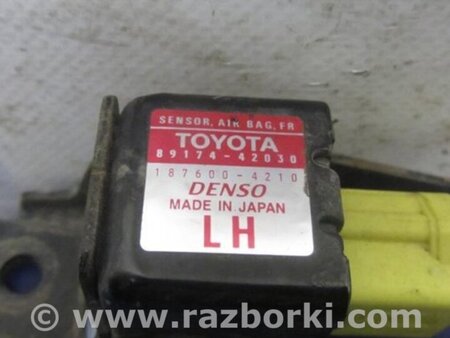 SENSOR, AIR BAG, FR
TOYOTA
89174-42030
187600-4210
DENSO
MADE IN JAPAN
LH
www.razborki.com